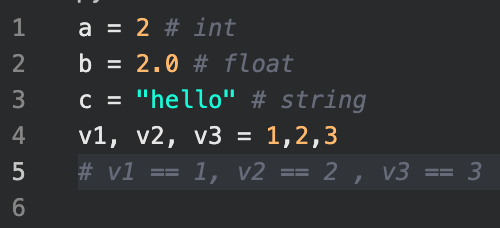 1 a = 2 # int
2 b = 2.0 # float
3 c = "hello" # string
4 v1, v2, v3 = 1,2,3
5 # v1 == 1, v2 == 2 , v3 == 3
6